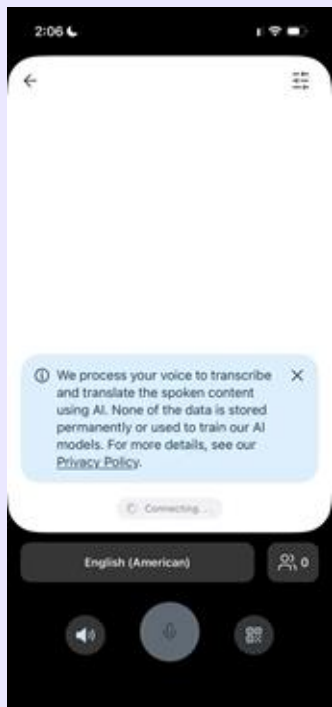 2:06
We process your voice to transcribe
and translate the spoken content
using AI. None of the data is stored
permanently or used to train our AI
models. For more details, see our
Privacy Policy.
Connecting...
English (American)
0